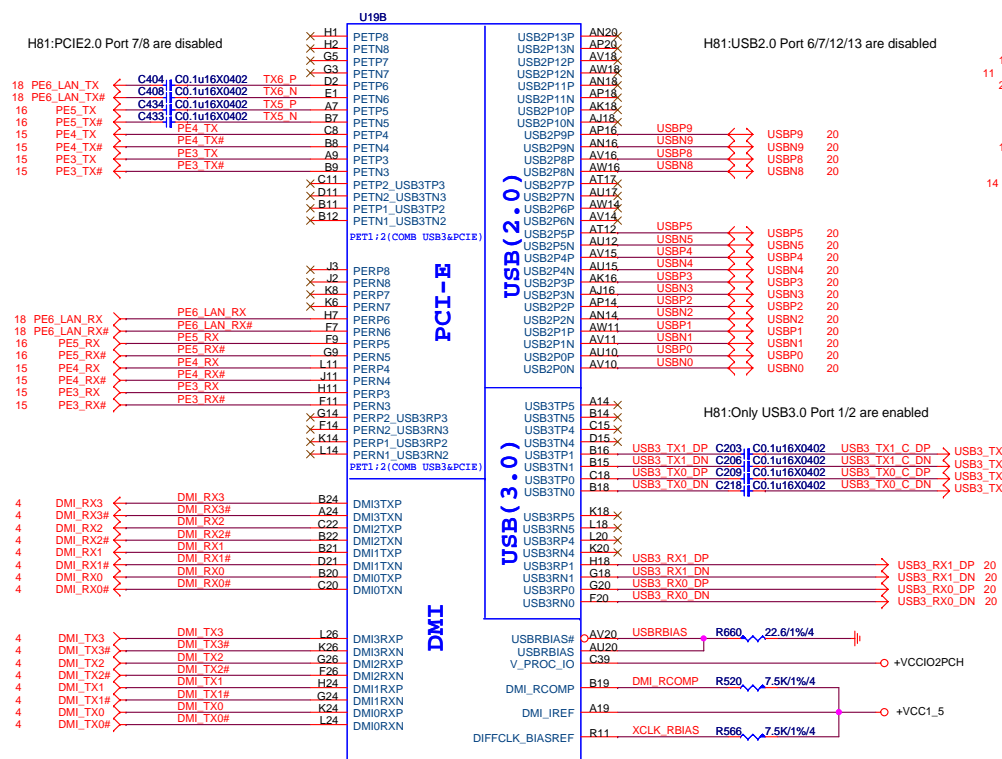 U19B
H81:PCIE2.0 Port 7/8 are disabled
H81:USB2.0 Port 6/7/12/13 are disabled
H1 PETP8
H2 PETN8
G5 PETP7
G3 PETN7
18 PE6_LAN_TX C404 C0.1u16X0402 TX6_P D2 PETP6
18 PE6_LAN_TX# C408 C0.1u16X0402 TX6_N E1 PETN6
16 PE5_TX C434 C0.1u16X0402 TX5_P A7 PETP5
16 PE5_TX# C433 C0.1u16X0402 TX5_N B7 PETN5
15 PE4_TX PE4_TX C8 PETP4
15 PE4_TX# PE4_TX# B8 PETN4
15 PE3_TX PE3_TX A9 PETP3
15 PE3_TX# PE3_TX# B9 PETN3
C11 PETP2_USB3TP3
D11 PETN2_USB3TN3
B11 PETP1_USB3TP2
B12 PETN1_USB3TN2
PET1;2(COMB USB3&PCIE)
J3 PERP8
J2 PERN8
K8 PERP7
K6 PERN7
18 PE6_LAN_RX PE6_LAN_RX H7 PERP6
18 PE6_LAN_RX# PE6_LAN_RX# F7 PERN6
16 PE5_RX PE5_RX F9 PERP5
16 PE5_RX# PE5_RX# G9 PERN5
15 PE4_RX PE4_RX L11 PERP4
15 PE4_RX# PE4_RX# J11 PERN4
15 PE3_RX PE3_RX H11 PERP3
15 PE3_RX# PE3_RX# F11 PERN3
G14 PERP2_USB3RP3
F14 PERN2_USB3RN3
K14 PERP1_USB3RP2
L14 PERN1_USB3RN2
PET1;2(COMB USB3&PCIE)
PCI-E
4 DMI_RX3 DMI_RX3 B24 DMI3TXP
4 DMI_RX3# DMI_RX3# A24 DMI3TXN
4 DMI_RX2 DMI_RX2 C22 DMI2TXP
4 DMI_RX2# DMI_RX2# B22 DMI2TXN
4 DMI_RX1 DMI_RX1 B21 DMI1TXP
4 DMI_RX1# DMI_RX1# D21 DMI1TXN
4 DMI_RX0 DMI_RX0 B20 DMI0TXP
4 DMI_RX0# DMI_RX0# C20 DMI0TXN
4 DMI_TX3 DMI_TX3 L26 DMI3RXP
4 DMI_TX3# DMI_TX3# K26 DMI3RXN
4 DMI_TX2 DMI_TX2 G26 DMI2RXP
4 DMI_TX2# DMI_TX2# F26 DMI2RXN
4 DMI_TX1 DMI_TX1 H24 DMI1RXP
4 DMI_TX1# DMI_TX1# G24 DMI1RXN
4 DMI_TX0 DMI_TX0 K24 DMI0RXP
4 DMI_TX0# DMI_TX0# L24 DMI0RXN
DMI
USB(2.0)
USB2P13P AN20
USB2P13N AP20
USB2P12P AV18
USB2P12N AW18
USB2P11P AN18
USB2P11N AP18
USB2P10P AK18
USB2P10N AJ18
USB2P9P AP16 USBP9 USBP9 20
USB2P9N AN16 USBN9 USBN9 20
USB2P8P AV16 USBP8 USBP8 20
USB2P8N AW16 USBN8 USBN8 20
USB2P7P AT17
USB2P7N AU17
USB2P6P AW14
USB2P6N AV14
USB2P5P AT12 USBP5 USBP5 20
USB2P5N AU12 USBN5 USBN5 20
USB2P4P AV15 USBP4 USBP4 20
USB2P4N AU15 USBN4 USBN4 20
USB2P3P AK16 USBP3 USBP3 20
USB2P3N AJ16 USBN3 USBN3 20
USB2P2P AP14 USBP2 USBP2 20
USB2P2N AN14 USBN2 USBN2 20
USB2P1P AW11 USBP1 USBP1 20
USB2P1N AV11 USBN1 USBN1 20
USB2P0P AU10 USBP0 USBP0 20
USB2P0N AV10 USBN0 USBN0 20
H81:Only USB3.0 Port 1/2 are enabled
USB(3.0)
USB3TP5 A14
USB3TN5 B14
USB3TP4 C15
USB3TN4 D15
USB3TP1 B16 USB3_TX1_DP C203 C0.1u16X0402 USB3_TX1_C_DP USB3_TX
USB3TN1 B15 USB3_TX1_DN C206 C0.1u16X0402 USB3_TX1_C_DN USB3_TX
USB3TP0 C18 USB3_TX0_DP C209 C0.1u16X0402 USB3_TX0_C_DP USB3_TX
USB3TN0 B18 USB3_TX0_DN C218 C0.1u16X0402 USB3_TX0_C_DN USB3_TX
USB3RP5 K18
USB3RN5 L18
USB3RP4 L20
USB3RN4 K20
USB3RP1 H18 USB3_RX1_DP USB3_RX1_DP 20
USB3RN1 G18 USB3_RX1_DN USB3_RX1_DN 20
USB3RP0 G20 USB3_RX0_DP USB3_RX0_DP 20
USB3RN0 F20 USB3_RX0_DN USB3_RX0_DN 20
USBRBIAS# AV20 USBRBIAS R660 22.6/1%/4
USBRBIAS AU20
V_PROC_IO C39 +VCCIO2PCH
DMI_RCOMP B19 DMI_RCOMP R520 7.5K/1%/4
DMI_IREF A19 +VCC1_5
DIFFCLK_BIASREF R11 XCLK_RBIAS R566 7.5K/1%/4
11
14